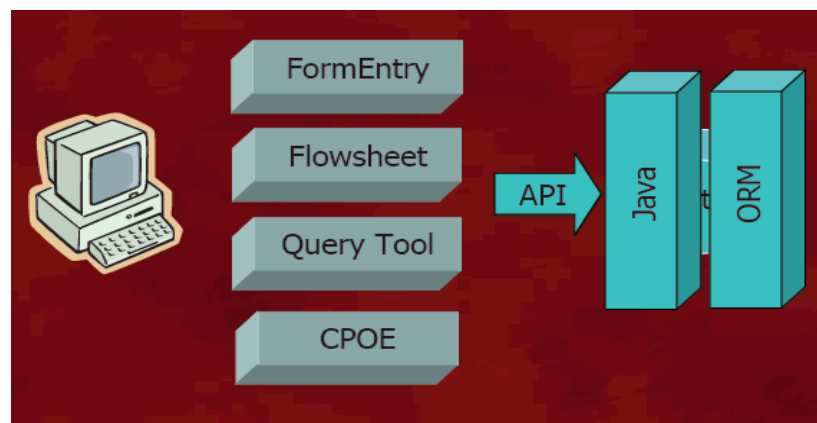 FormEntry
Flowsheet
Query Tool
CPOE
API
Java
ORM